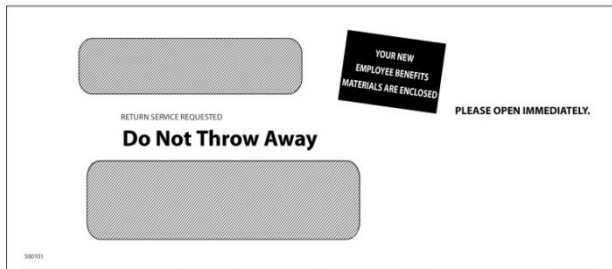 YOUR NEW
EMPLOYEE BENEFITS
MATERIALS ARE ENCLOSED
PLEASE OPEN IMMEDIATELY.
RETURN SERVICE REQUESTED
Do Not Throw Away
S00101